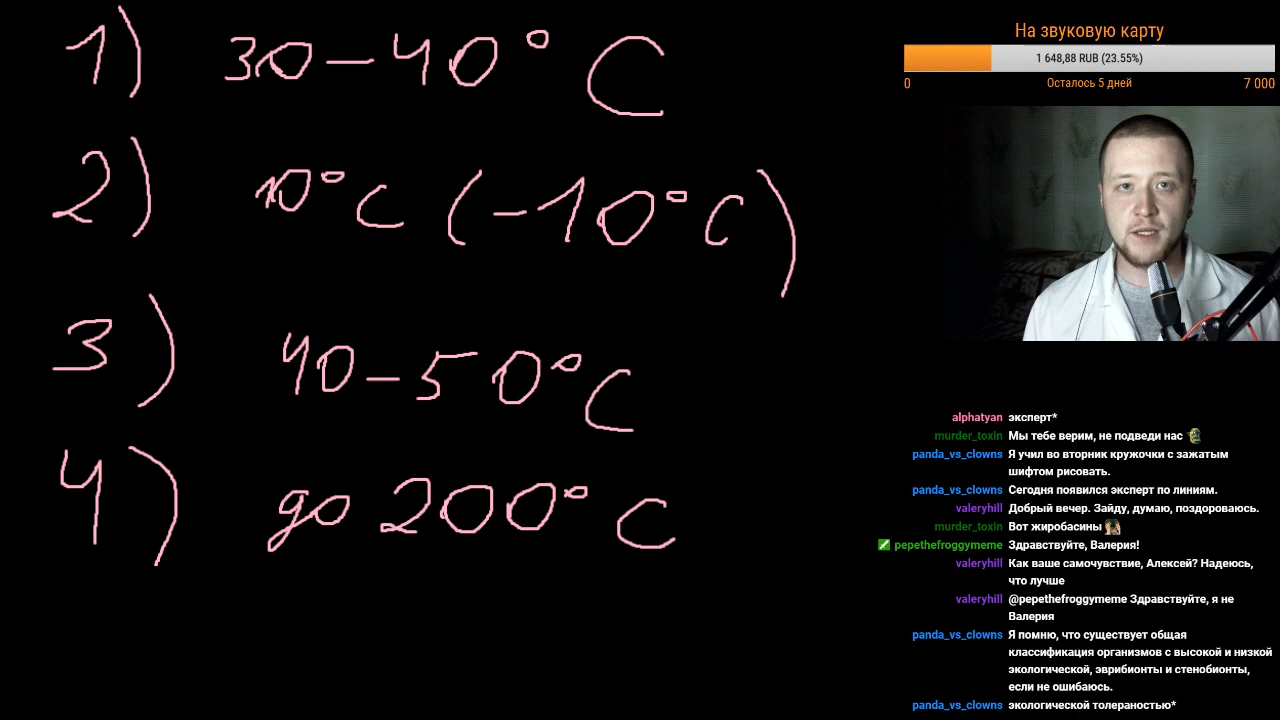 1) 30-40°C
2) 10°C (-10°C)
3) 40-50°C
4) до 200°C
На звуковую карту
1 648,88 RUB (23.55%)
0 Осталось 5 дней 7 000
alphatyan эксперт*
murder_toxin Мы тебе верим, не подведи нас
panda_vs_clowns Я учил во вторник кружочки с зажатым
шифтом рисовать.
panda_vs_clowns Сегодня появился эксперт по линиям.
valeryhill Добрый вечер. Зайду, думаю, поздороваюсь.
murder_toxin Вот жиробасины
pepethefroggymeme Здравствуйте, Валерия!
valeryhill Как ваше самочувствие, Алексей? Надеюсь,
что лучше
valeryhill @pepethefroggymeme Здравствуйте, я не
Валерия
panda_vs_clowns Я помню, что существует общая
классификация организмов с высокой и низкой
экологической, эврибионты и стенобионты,
если не ошибаюсь.
panda_vs_clowns экологической толераностью*